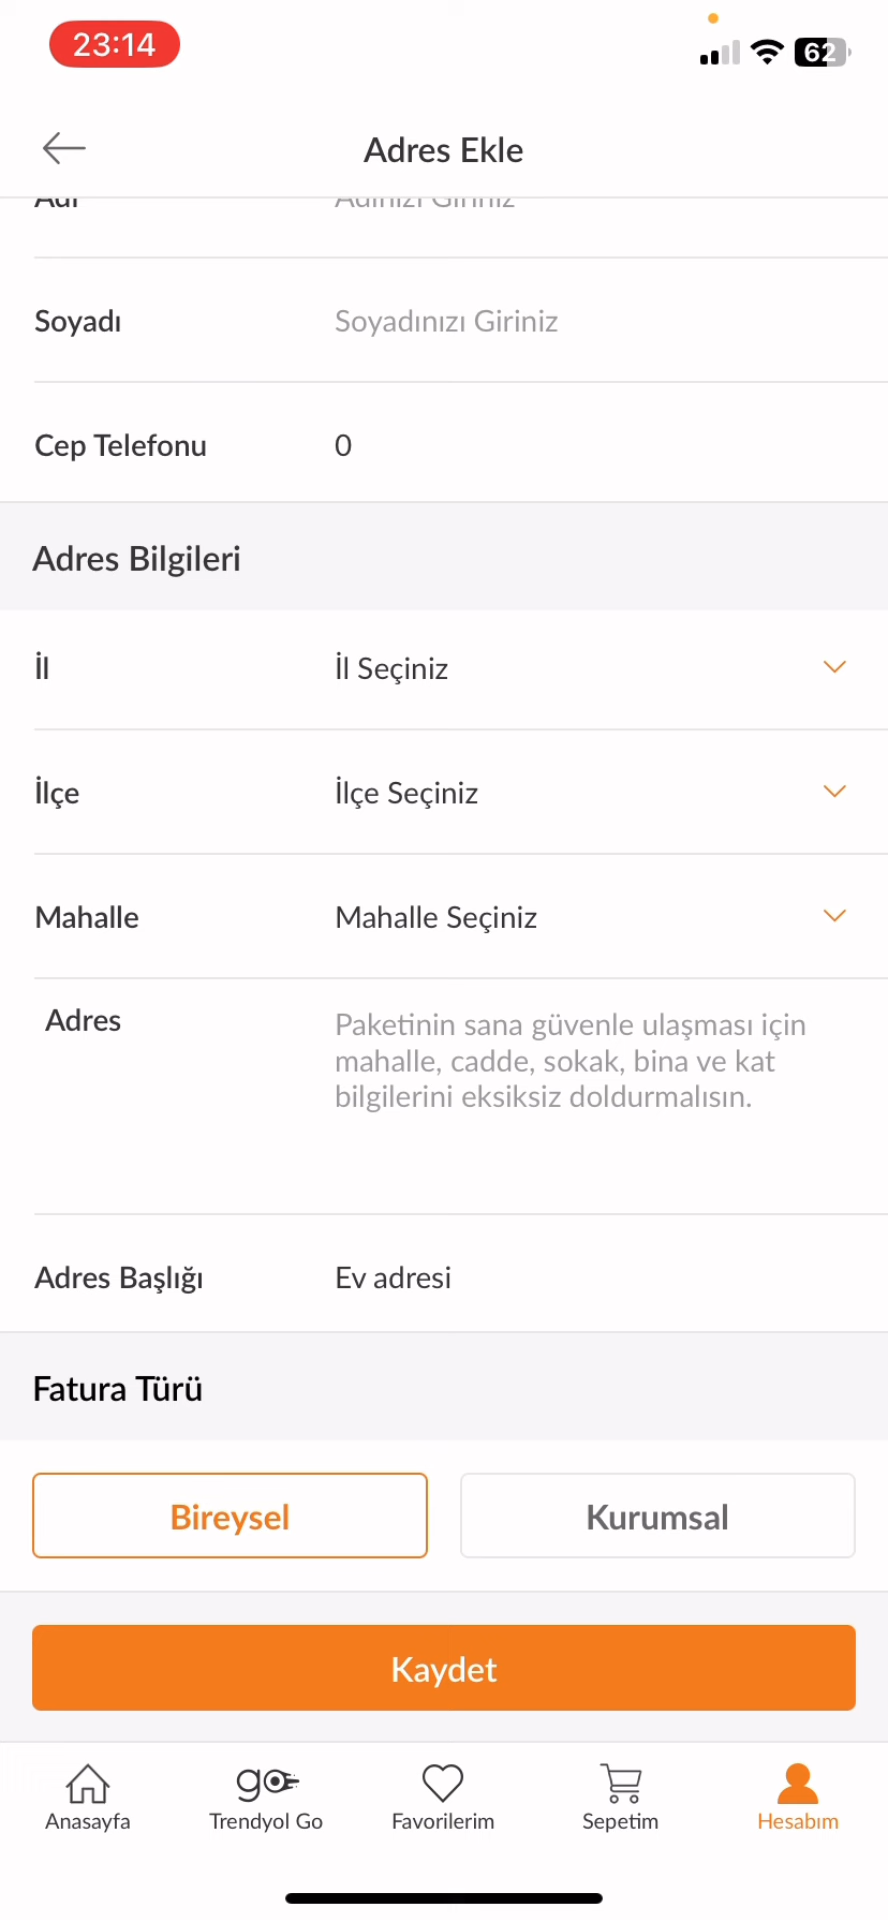 23:14
62
Adres Ekle
Adı
Adınızı Giriniz
Soyadı
Soyadınızı Giriniz
Cep Telefonu
0
Adres Bilgileri
İl
İl Seçiniz
İlçe
İlçe Seçiniz
Mahalle
Mahalle Seçiniz
Adres
Paketinin sana güvenle ulaşması için
mahalle, cadde, sokak, bina ve kat
bilgilerini eksiksiz doldurmalısın.
Adres Başlığı
Ev adresi
Fatura Türü
Bireysel
Kurumsal
Kaydet
go
Anasayfa
Trendyol Go
Favorilerim
Sepetim
Hesabım